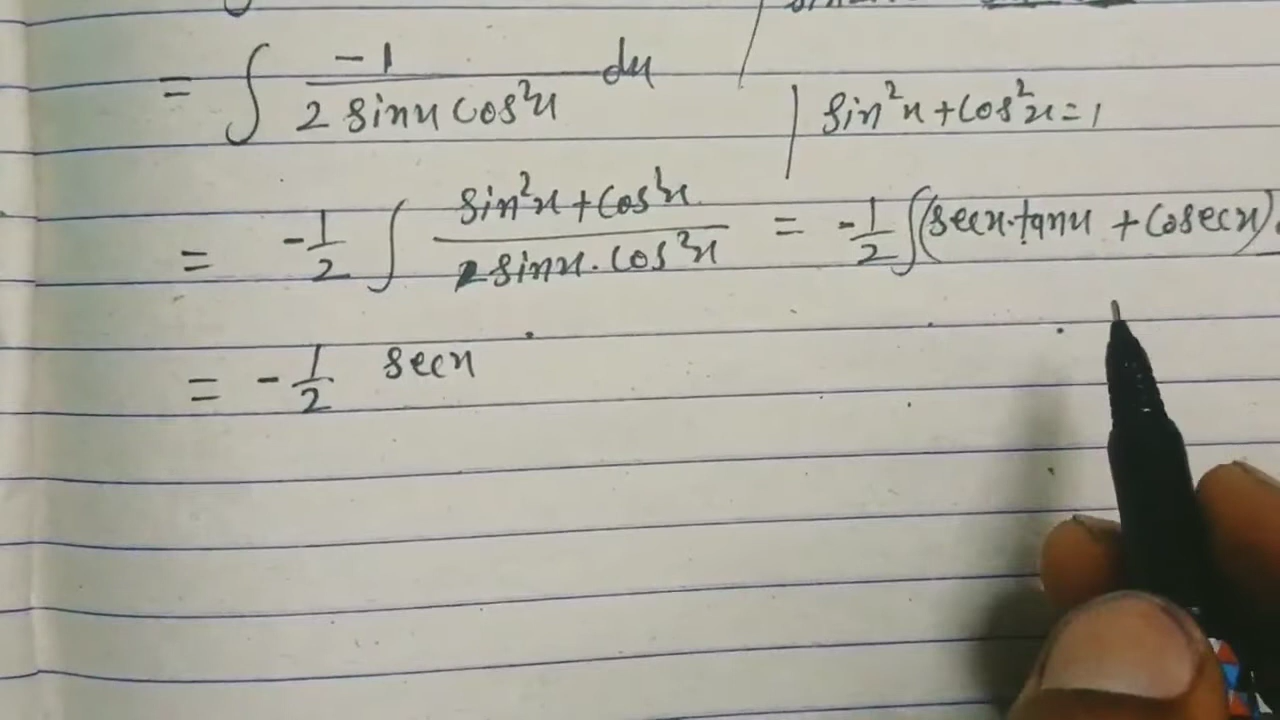 = ∫ -1 / 2 sinx cos²x dx
| sin²x + cos²x = 1
= -1/2 ∫ sin²x + cos²x / sinx . cos²x = -1/2 ∫ (secx . tanx + cosecx)
= -1/2 secx